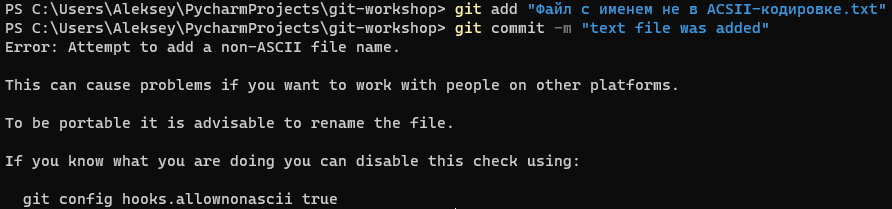 PS C:\Users\Aleksey\PycharmProjects\git-workshop> git add "Файл с именем не в ACSII-кодировке.txt"
PS C:\Users\Aleksey\PycharmProjects\git-workshop> git commit -m "text file was added"
Error: Attempt to add a non-ASCII file name.
This can cause problems if you want to work with people on other platforms.
To be portable it is advisable to rename the file.
If you know what you are doing you can disable this check using:
git config hooks.allownonascii true